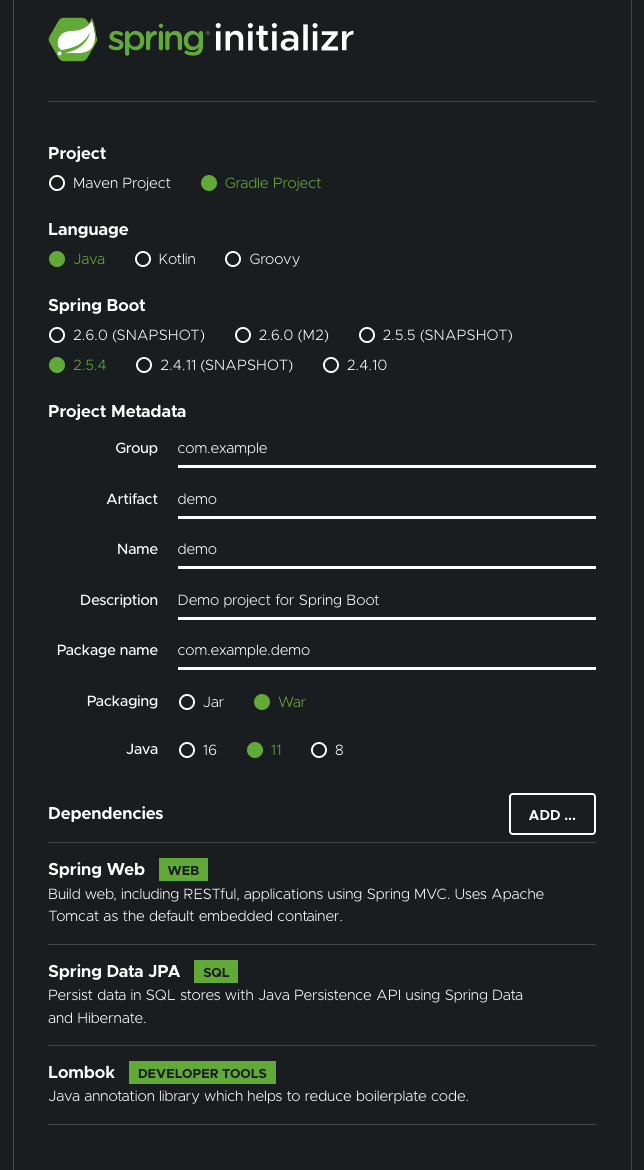 spring initializr
Project
Maven Project Gradle Project
Language
Java Kotlin Groovy
Spring Boot
2.6.0 (SNAPSHOT) 2.6.0 (M2) 2.5.5 (SNAPSHOT)
2.5.4 2.4.11 (SNAPSHOT) 2.4.10
Project Metadata
Group com.example
Artifact demo
Name demo
Description Demo project for Spring Boot
Package name com.example.demo
Packaging Jar War
Java 16 11 8
Dependencies ADD ...
Spring Web WEB
Build web, including RESTful, applications using Spring MVC. Uses Apache
Tomcat as the default embedded container.
Spring Data JPA SQL
Persist data in SQL stores with Java Persistence API using Spring Data
and Hibernate.
Lombok DEVELOPER TOOLS
Java annotation library which helps to reduce boilerplate code.